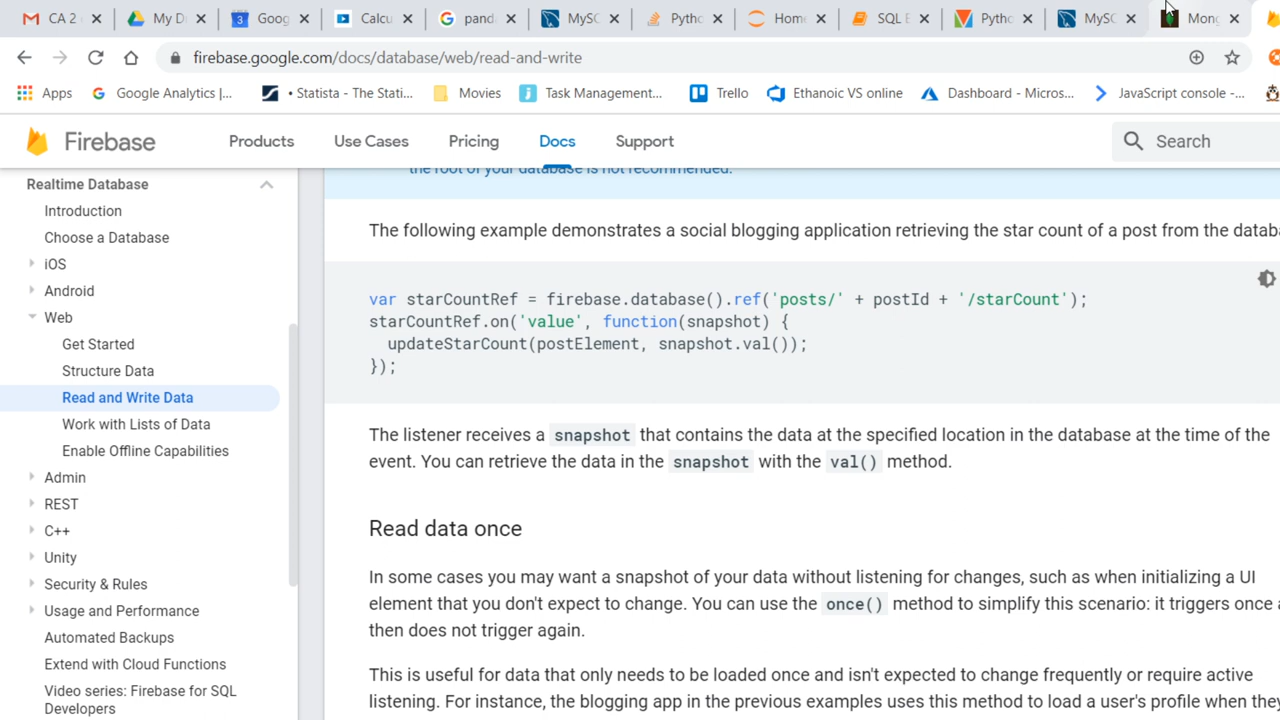 CA 2
My D
3
Goog
Calcu
G
pand
MySQ
Pytho
Hom
SQL E
Pytho
MySQ
Mong
firebase.google.com/docs/database/web/read-and-write
Apps
G
Google Analytics |...
• Statista - The Stati...
Movies
i
Task Management...
Trello
Ethanoic VS online
Dashboard - Micros...
JavaScript console -...
Firebase
Products
Use Cases
Pricing
Docs
Support
Search
Realtime Database
Introduction
Choose a Database
iOS
Android
Web
Get Started
Structure Data
Read and Write Data
Work with Lists of Data
Enable Offline Capabilities
Admin
REST
C++
Unity
Security & Rules
Usage and Performance
Automated Backups
Extend with Cloud Functions
Video series: Firebase for SQL
Developers
the root of your database is not recommended.
The following example demonstrates a social blogging application retrieving the star count of a post from the databa
var starCountRef = firebase.database().ref('posts/' + postId + '/starCount');
starCountRef.on('value', function(snapshot) {
updateStarCount(postElement, snapshot.val());
});
The listener receives a snapshot that contains the data at the specified location in the database at the time of the
event. You can retrieve the data in the snapshot with the val() method.
Read data once
In some cases you may want a snapshot of your data without listening for changes, such as when initializing a UI
element that you don't expect to change. You can use the once() method to simplify this scenario: it triggers once a
then does not trigger again.
This is useful for data that only needs to be loaded once and isn't expected to change frequently or require active
listening. For instance, the blogging app in the previous examples uses this method to load a user's profile when they